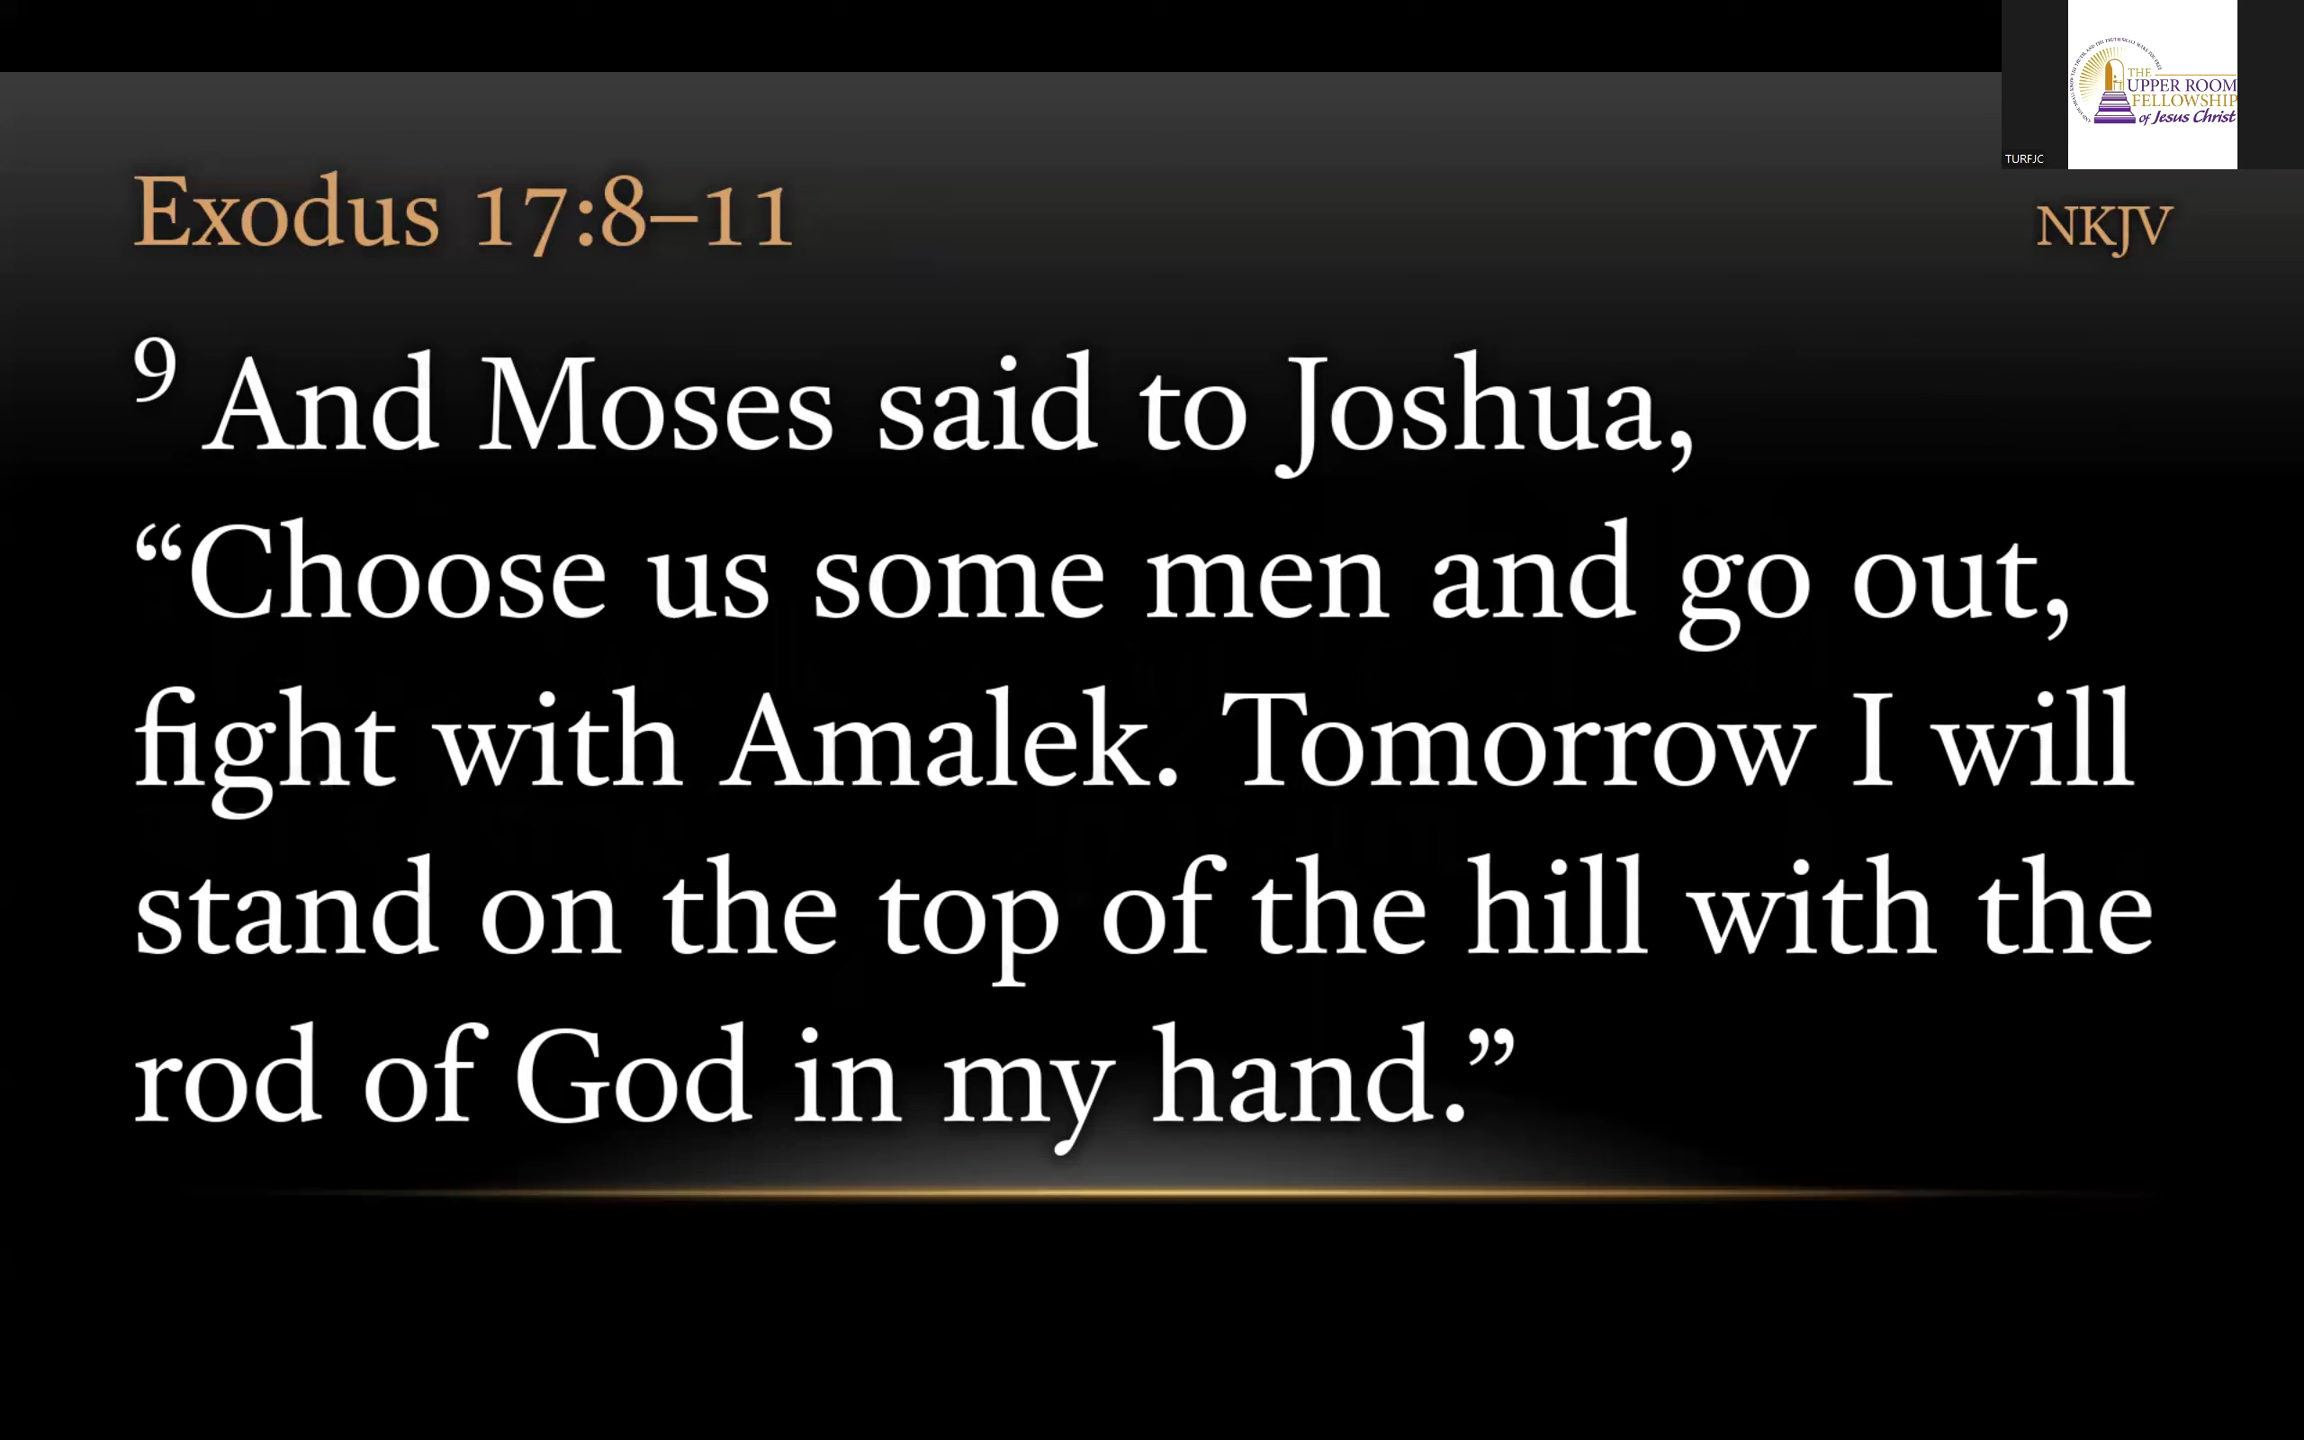 THE
UPPER ROOM
FELLOWSHIP
of Jesus Christ
TURFJC
Exodus 17:8–11
NKJV
9 And Moses said to Joshua,
“Choose us some men and go out,
fight with Amalek. Tomorrow I will
stand on the top of the hill with the
rod of God in my hand.”